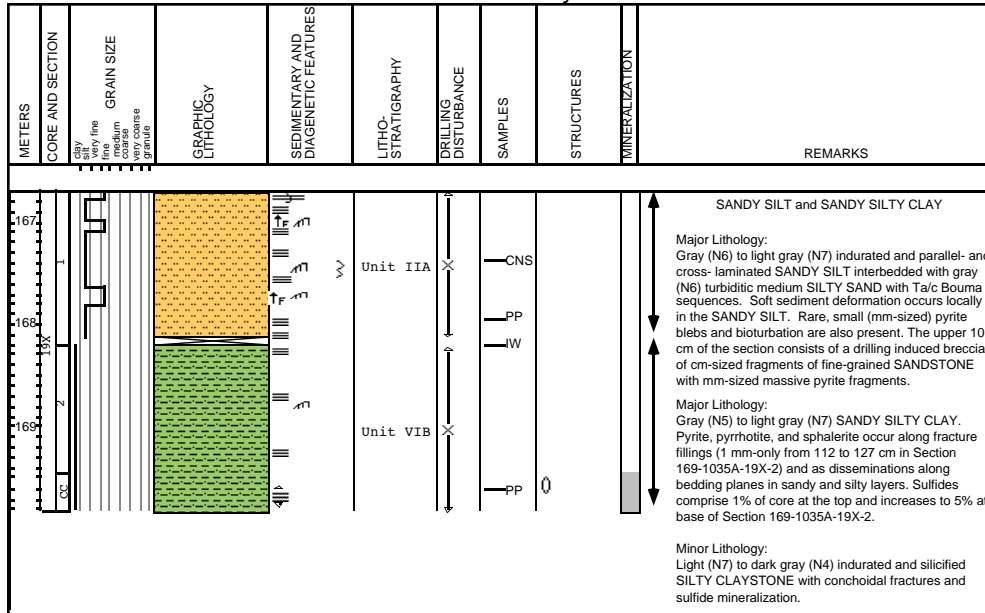 METERS
CORE AND SECTION
GRAIN SIZE
clay
silt
very fine
fine
medium
coarse
very coarse
granule
GRAPHIC
LITHOLOGY
SEDIMENTARY AND
DIAGENETIC FEATURES
LITHO-
STRATIGRAPHY
DRILLING
DISTURBANCE
SAMPLES
STRUCTURES
MINERALIZATION
REMARKS
167
168
169
19X
1
2
CC
F
F
Unit IIA
Unit VIB
CNS
PP
IW
PP
SANDY SILT and SANDY SILTY CLAY
Major Lithology:
Gray (N6) to light gray (N7) indurated and parallel- and
cross- laminated SANDY SILT interbedded with gray
(N6) turbiditic medium SILTY SAND with Ta/c Bouma
sequences. Soft sediment deformation occurs locally
in the SANDY SILT. Rare, small (mm-sized) pyrite
blebs and bioturbation are also present. The upper 10
cm of the section consists of a drilling induced breccia
of cm-sized fragments of fine-grained SANDSTONE
with mm-sized massive pyrite fragments.
Major Lithology:
Gray (N5) to light gray (N7) SANDY SILTY CLAY.
Pyrite, pyrrhotite, and sphalerite occur along fracture
fillings (1 mm-only from 112 to 127 cm in Section
169-1035A-19X-2) and as disseminations along
bedding planes in sandy and silty layers. Sulfides
comprise 1% of core at the top and increases to 5% at
base of Section 169-1035A-19X-2.
Minor Lithology:
Light (N7) to dark gray (N4) indurated and silicified
SILTY CLAYSTONE with conchoidal fractures and
sulfide mineralization.